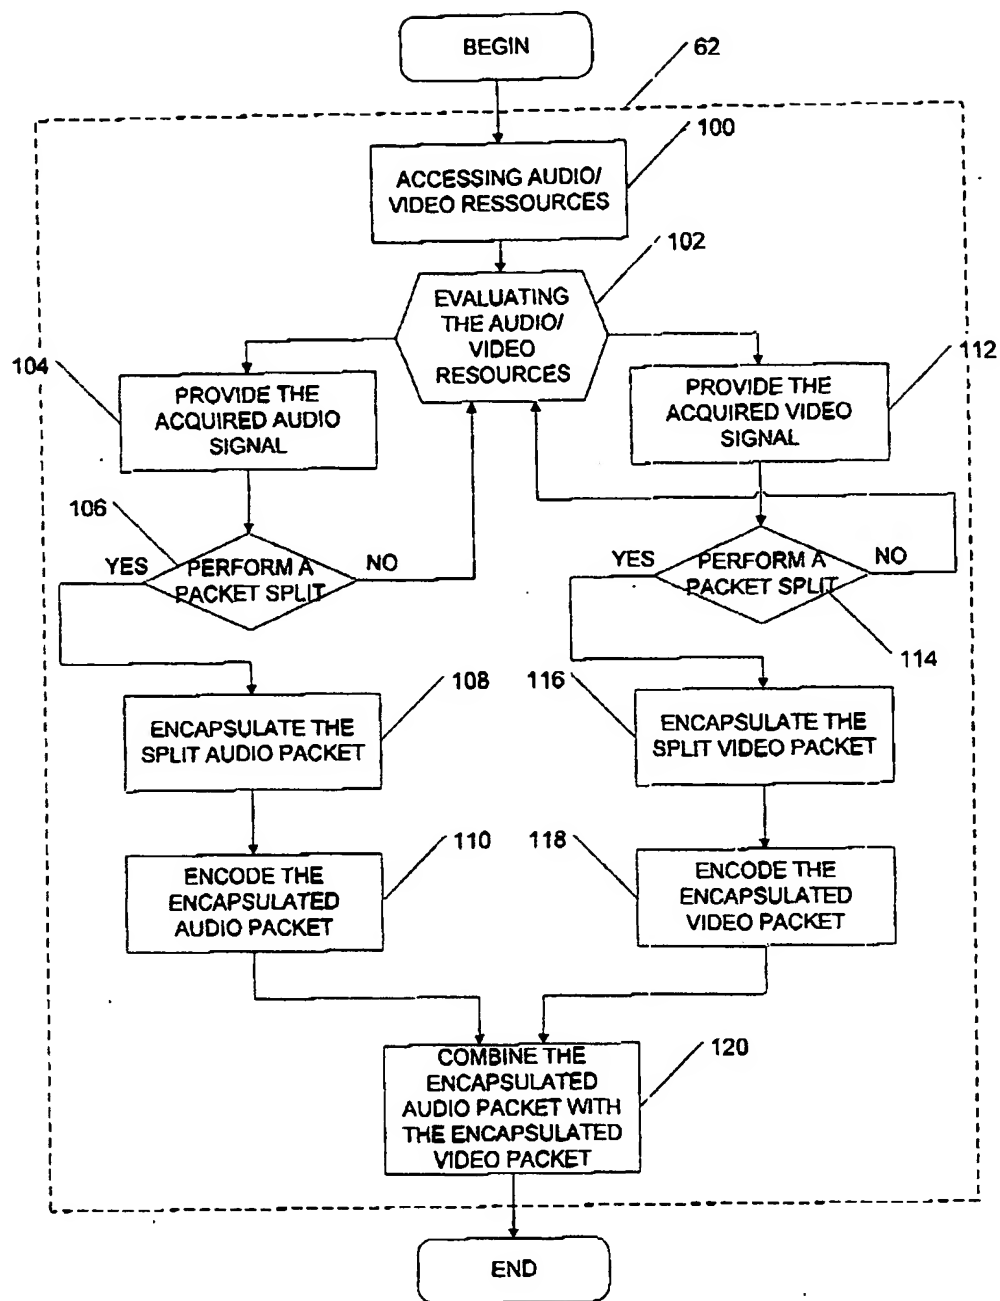 BEGIN
62
100
ACCESSING AUDIO/
VIDEO RESSOURCES
102
EVALUATING
THE AUDIO/
VIDEO
RESOURCES
104
PROVIDE THE
ACQUIRED AUDIO
SIGNAL
112
PROVIDE THE
ACQUIRED VIDEO
SIGNAL
106
YES
PERFORM A
PACKET SPLIT
NO
YES
PERFORM A
PACKET SPLIT
NO
114
108
ENCAPSULATE THE
SPLIT AUDIO PACKET
116
ENCAPSULATE THE
SPLIT VIDEO PACKET
110
ENCODE THE
ENCAPSULATED
AUDIO PACKET
118
ENCODE THE
ENCAPSULATED
VIDEO PACKET
120
COMBINE THE
ENCAPSULATED
AUDIO PACKET WITH
THE ENCAPSULATED
VIDEO PACKET
END